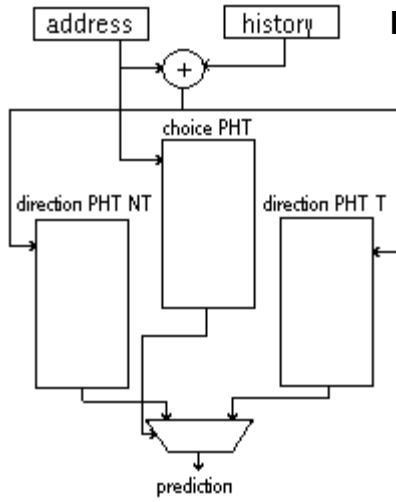 address
history
+
choice PHT
direction PHT NT
direction PHT T
prediction